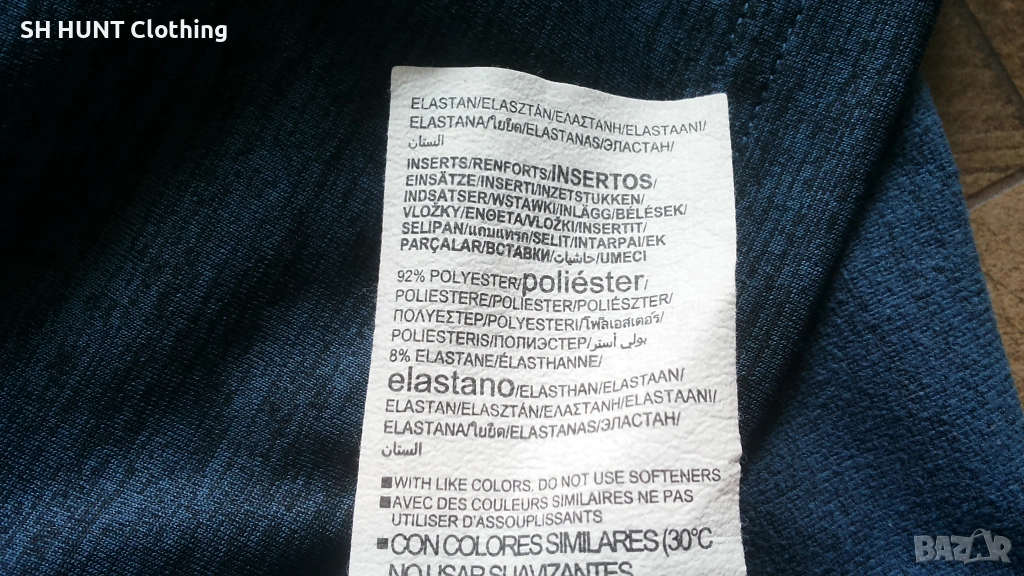 SH HUNT Clothing
ELASTAN/ELASZTÁN/ΕΛΑΣΤΑΝΗ/ELASTAANI/
ELASTANA/ใยยืด/ELASTANAS/ЭЛАСТАН/
الستان
INSERTS/RENFORTS/INSERTOS/
EINSÄTZE/INSERTI/INZETSTUKKEN/
INDSATSER/WSTAWKI/INLÄGG/BÉLÉSEK/
VLOŽKY/ΕΝΘΕΤΑ/VLOŽKI/INSERTIT/
SELIPAN/แถบแทรก/SELIT/INTARPAI/EK
PARÇALAR/ВСТАВКИ/حاشيات/UMECI
92% POLYESTER/poliéster/
POLIESTERE/POLIESTER/POLIÉSZTER/
ΠΟΛΥΕΣΤΕΡ/POLYESTERI/โพลีเอสเตอร์/
POLIESTERIS/ПОЛИЭСТЕР/بولي أستر/
8% ELASTANE/ÉLASTHANNE/
elastano/ELASTHAN/ELASTAAN/
ELASTAN/ELASZTÁN/ΕΛΑΣΤΑΝΗ/ELASTAANI/
ELASTANA/ใยยืด/ELASTANAS/ЭЛАСТАН/
الستان
■WITH LIKE COLORS, DO NOT USE SOFTENERS
■AVEC DES COULEURS SIMILAIRES NE PAS
UTILISER D'ASSOUPLISSANTS
■CON COLORES SIMILARES (30°C
NO USAR SUAVIZANTES
BAZAR